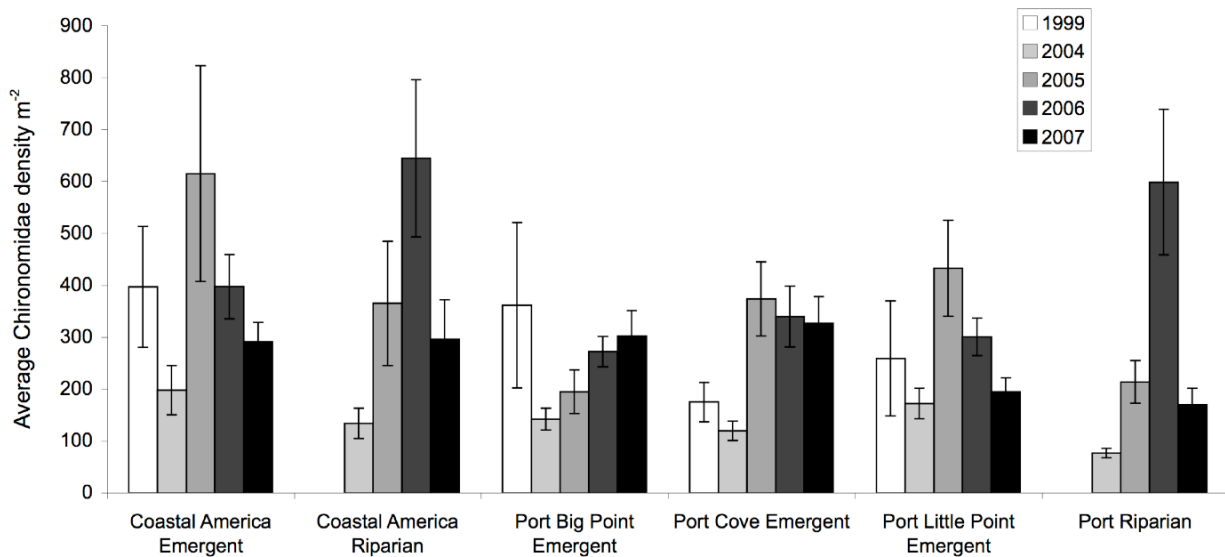 Average Chironomidae density m-2
900
800
700
600
500
400
300
200
100
0
1999
2004
2005
2006
2007
Coastal America
Emergent
Coastal America
Riparian
Port Big Point
Emergent
Port Cove Emergent
Port Little Point
Emergent
Port Riparian